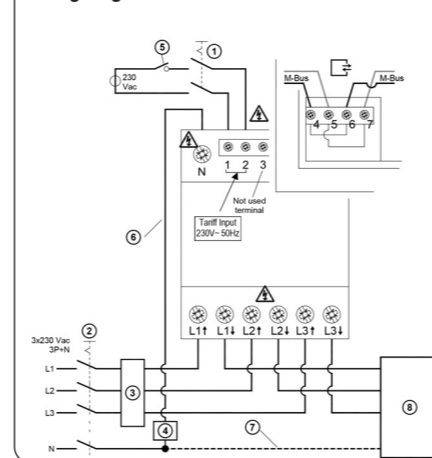 5
1
230
Vac
M-Bus
M-Bus
4 5 6 7
N
1 2 3
Not used
terminal
Tariff Input
230V~ 50Hz
6
L1↑ L1↓ L2↑ L2↓ L3↑ L3↓
3x230 Vac
3P+N
2
L1
L2
L3
N
3
4
7
8